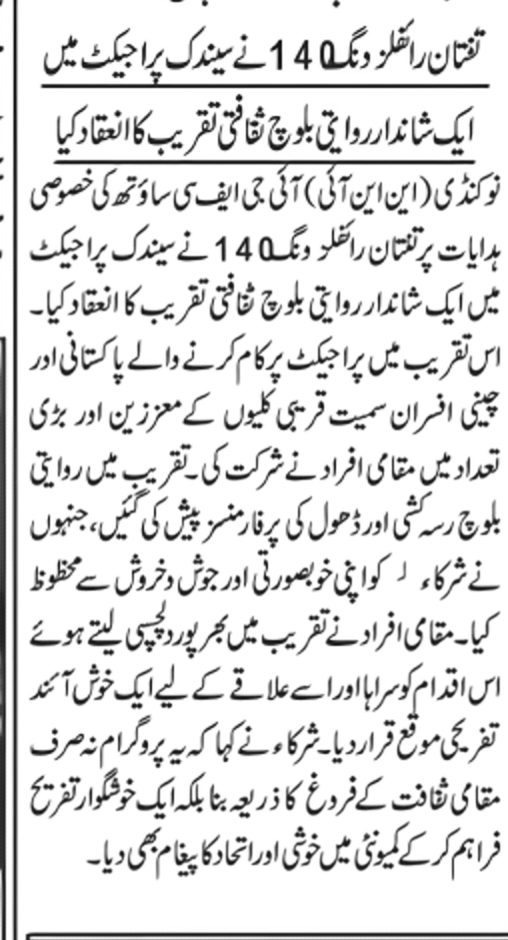 تفتان رائفلز ونگ140 نے سیندک پراجیکٹ میں
ایک شاندار روایتی بلوچ ثقافتی تقریب کا انعقاد کیا
نوکنڈی (این این آئی) آئی جی ایف سی ساؤتھ کی خصوصی
ہدایات پر تفتان رائفلز ونگ140 نے سیندک پراجیکٹ
میں ایک شاندار روایتی بلوچ ثقافتی تقریب کا انعقاد کیا۔
اس تقریب میں پراجیکٹ پر کام کرنے والے پاکستانی اور
چینی افسران سمیت قریبی کلیوں کے معززین اور بڑی
تعداد میں مقامی افراد نے شرکت کی۔ تقریب میں روایتی
بلوچ رسہ کشی اور ڈھول کی پرفارمنسز پیش کی گئیں، جنہوں
نے شرکاء کو اپنی خوبصورتی اور جوش وخروش سے محظوظ
کیا۔ مقامی افراد نے تقریب میں بھرپور دلچسپی لیتے ہوئے
اس اقدام کو سراہا اور اسے علاقے کے لیے ایک خوش آئند
تفریحی موقع قرار دیا۔ شرکاء نے کہا کہ یہ پروگرام نہ صرف
مقامی ثقافت کے فروغ کا ذریعہ بنا بلکہ ایک خوشگوار تفریح
فراہم کر کے کمیونٹی میں خوشی اور اتحاد کا پیغام بھی دیا۔